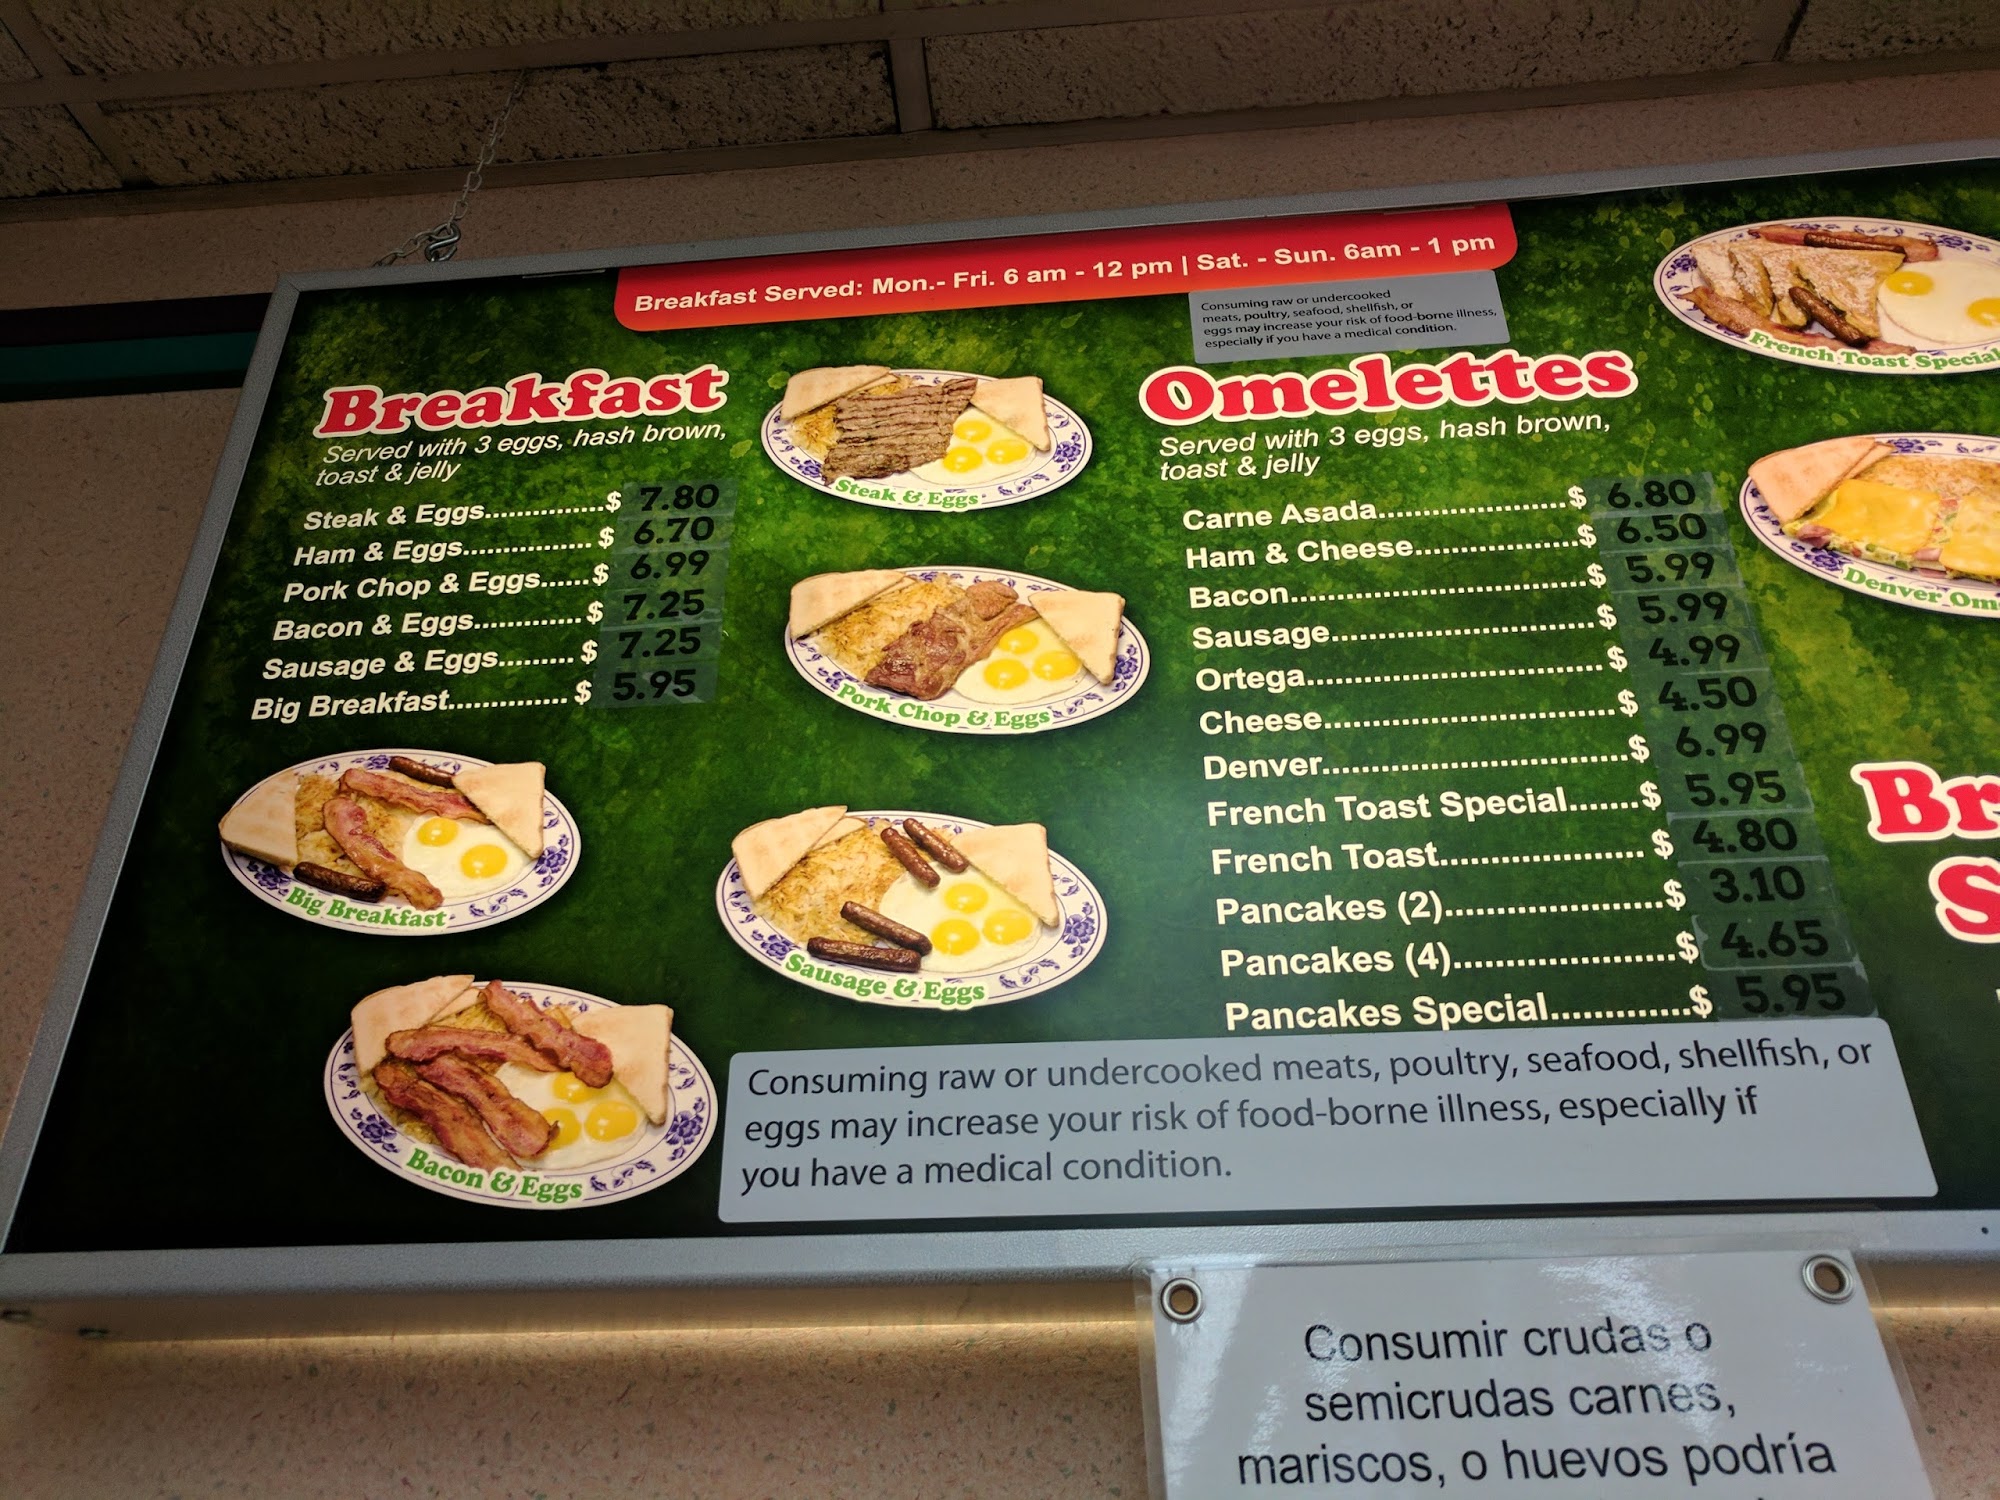 Breakfast Served: Mon.- Fri. 6 am - 12 pm | Sat. - Sun. 6am - 1 pm
Consuming raw or undercooked
meats, poultry, seafood, shellfish, or
eggs may increase your risk of food-borne illness,
especially if you have a medical condition.
Breakfast
Served with 3 eggs, hash brown,
toast & jelly
Steak & Eggs...............$ 7.80
Ham & Eggs................ $ 6.70
Pork Chop & Eggs......$ 6.99
Bacon & Eggs............. $ 7.25
Sausage & Eggs......... $ 7.25
Big Breakfast.............. $ 5.95
Steak & Eggs
Pork Chop & Eggs
Big Breakfast
Sausage & Eggs
Bacon & Eggs
Omelettes
Served with 3 eggs, hash brown,
toast & jelly
Carne Asada.....................$ 6.80
Ham & Cheese..................$ 6.50
Bacon.................................$ 5.99
Sausage.............................$ 5.99
Ortega................................ $ 4.99
Cheese................................$ 4.50
Denver.................................$ 6.99
French Toast Special.......$ 5.95
French Toast...................... $ 4.80
Pancakes (2).......................$ 3.10
Pancakes (4).......................$ 4.65
Pancakes Special..............$ 5.95
French Toast Special
Denver Om
Br
S
Consuming raw or undercooked meats, poultry, seafood, shellfish, or
eggs may increase your risk of food-borne illness, especially if
you have a medical condition.
Consumir crudas o
semicrudas carnes,
mariscos, o huevos podría